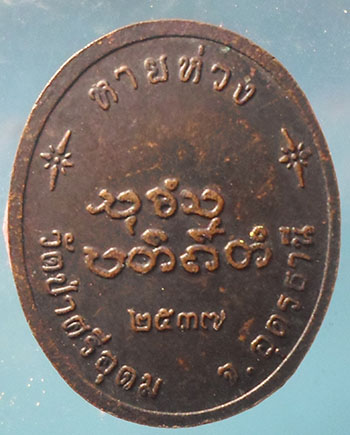 หายห่วง
๒๕๓๗
วัดป่าศรีอุดม จ.อุดรธานี